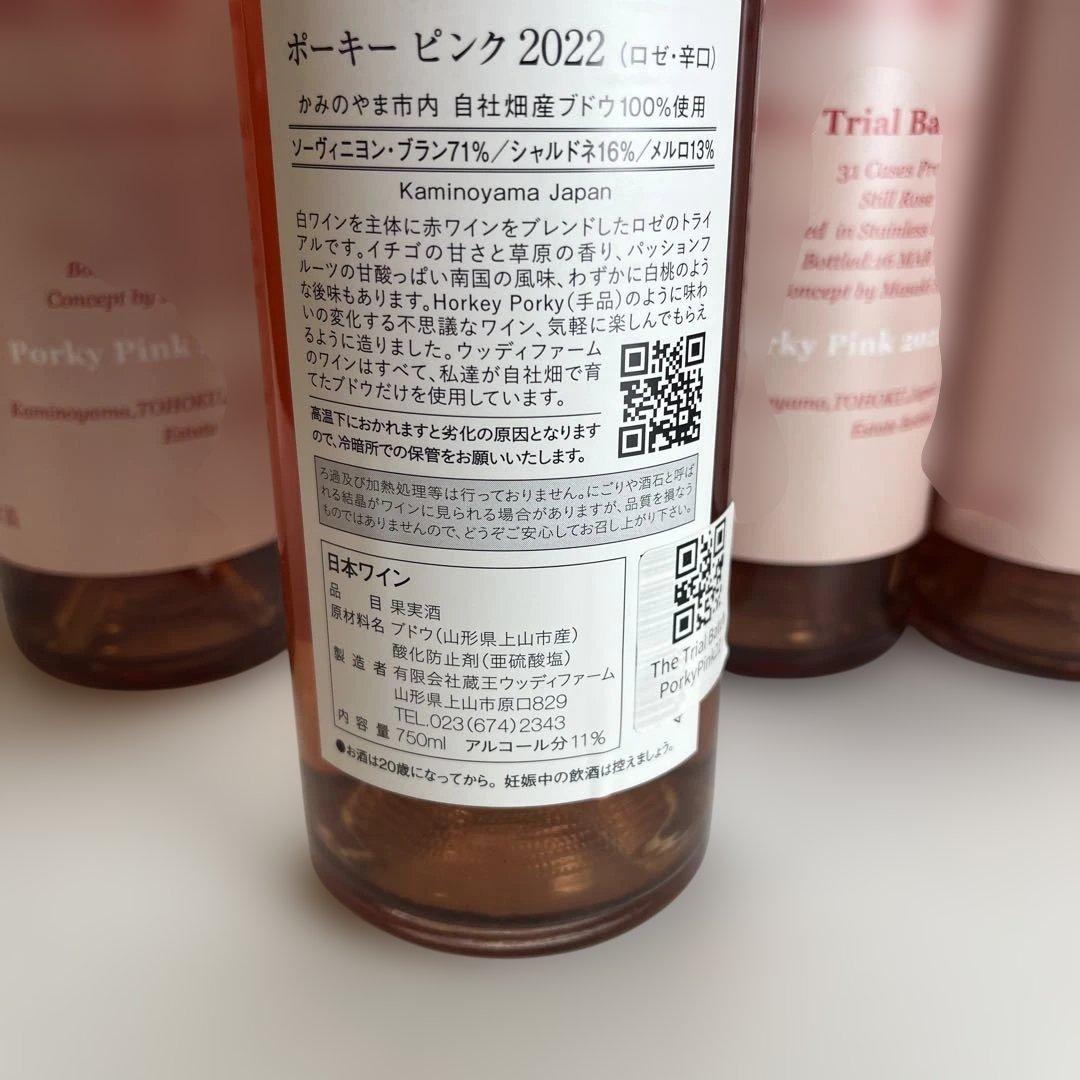 ポーキー ピンク 2022 (ロゼ・辛口)
かみのやま市内 自社畑産ブドウ100%使用
ソーヴィニヨン・ブラン71%／シャルドネ16%／メルロ13%
Kaminoyama Japan
白ワインを主体に赤ワインをブレンドしたロゼのトライ
アルです。イチゴの甘さと草原の香り、パッションフ
ルーツの甘酸っぱい南国の風味、わずかに白桃のよう
な後味もあります。Horkey Porky(手品)のように味わ
いの変化する不思議なワイン、気軽に楽しんでもらえ
るように造りました。ウッディファーム
のワインはすべて、私達が自社畑で育
てたブドウだけを使用しています。
高温下におかれますと劣化の原因となります
ので、冷暗所での保管をお願いいたします。
ろ過及び加熱処理等は行っておりません。にごりや酒石と呼ば
れる結晶がワインに見られる場合がありますが、品質を損なう
ものではありませんので、どうぞご安心してお召し上がり下さい。
日本ワイン
品 目 果実酒
原材料名 ブドウ(山形県上山市産)
酸化防止剤(亜硫酸塩)
製造者 有限会社蔵王ウッディファーム
山形県上山市原口829
TEL.023(674)2343
内容量 750ml アルコール分11%
●お酒は20歳になってから。妊娠中の飲酒は控えましょう。
The Trial Bat
PorkyPink
Concept by
Porky Pink
Kaminoyama,TOHOKU
Estate
Trial Ba
31 Cases Pr
Still Rose
ed in Stainless
Bottled:16 MAR
oncept by
rky Pink 202
yama,TOHOKU,Japan
Estate